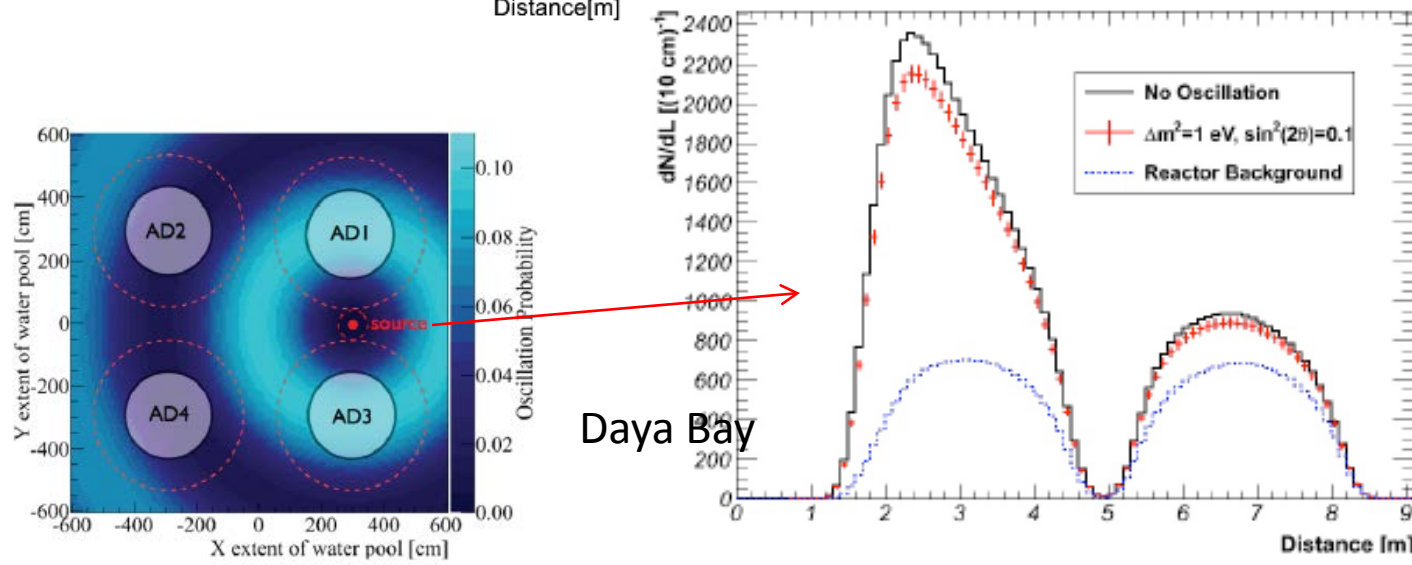 Distance[m]
600
400
200
0
-200
-400
-600
Y extent of water pool [cm]
-600 -400 -200 0 200 400 600
X extent of water pool [cm]
AD2
AD1
source
AD4
AD3
0.10
0.08
0.06
0.04
0.02
0.00
Oscillation Probability
Daya Bay
dN/dL [(10 cm)⁻¹]
2400
2200
2000
1800
1600
1400
1200
1000
800
600
400
200
0
No Oscillation
Δm²=1 eV, sin²(2θ)=0.1
Reactor Background
0 1 2 3 4 5 6 7 8 9
Distance [m]